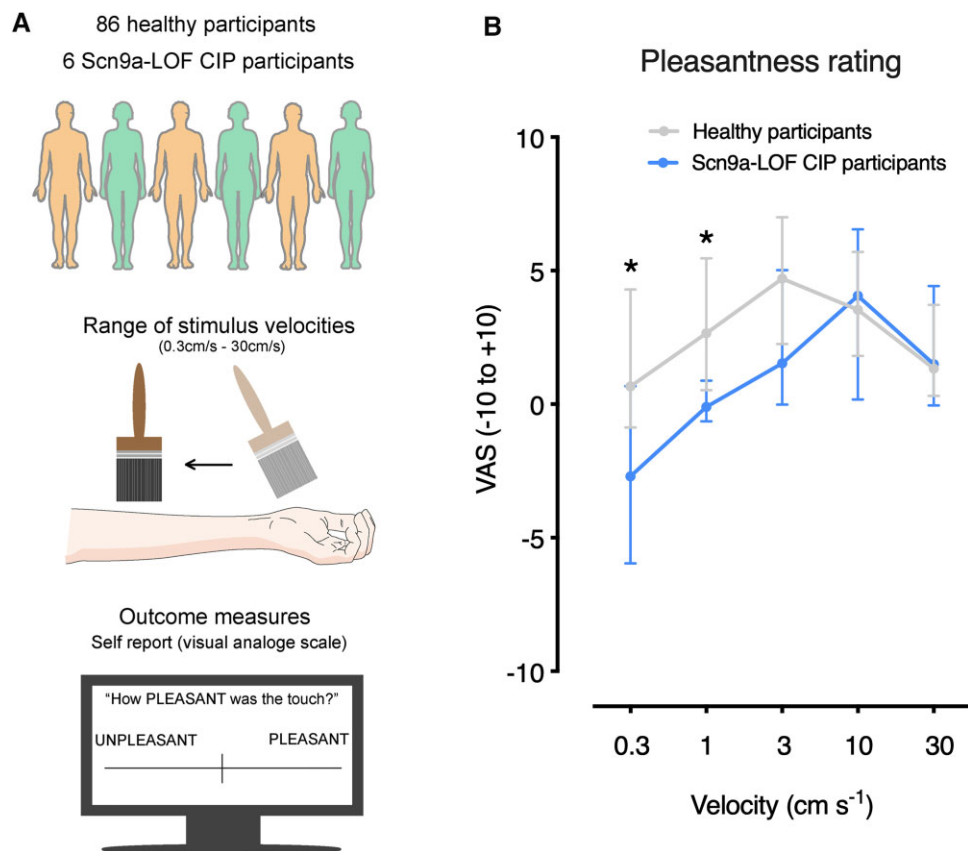 A
86 healthy participants
6 Scn9a-LOF CIP participants
Range of stimulus velocities
(0.3cm/s - 30cm/s)
Outcome measures
Self report (visual analoge scale)
“How PLEASANT was the touch?”
UNPLEASANT
PLEASANT
B
Pleasantness rating
Healthy participants
Scn9a-LOF CIP participants
VAS (-10 to +10)
10
5
0
-5
-10
*
*
0.3
1
3
10
30
Velocity (cm s⁻¹)